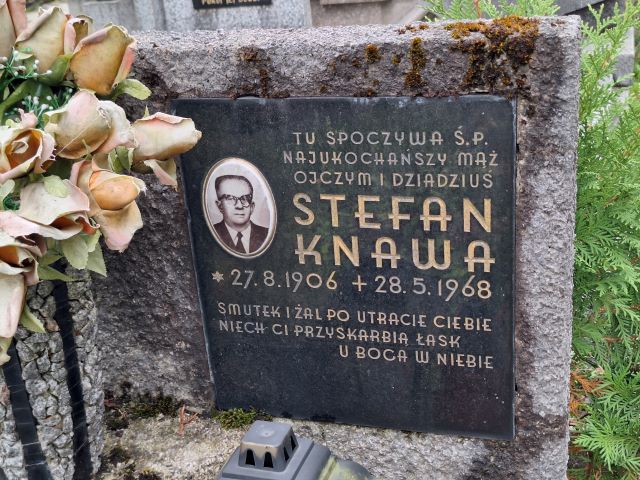 TU SPOCZYWA Ś.P.
NAJUKOCHAŃSZY MĄŻ
OJCZYM I DZIADZIUŚ
STEFAN
KNAWA
* 27.8.1906 + 28.5.1968
SMUTEK I ŻAL PO UTRACIE CIEBIE
NIECH CI PRZYSKARBIĄ ŁASK
U BOGA W NIEBIE